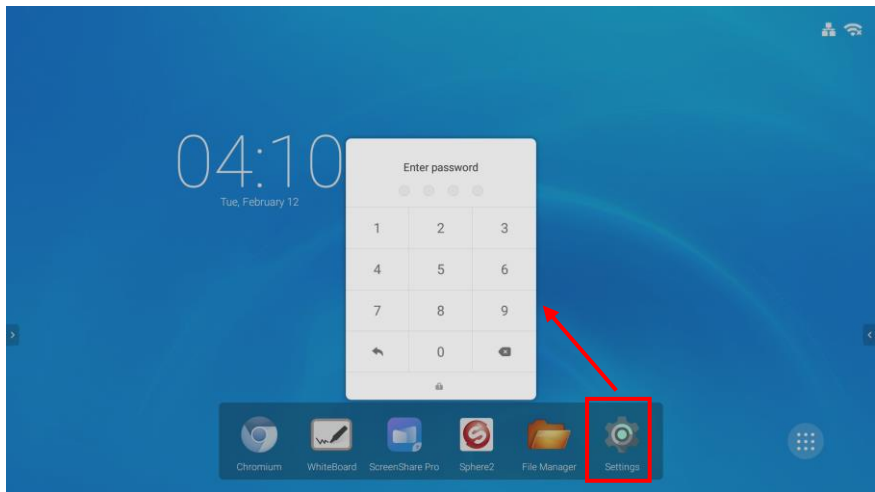 04:10
Tue, February 12
Enter password
1 2 3
4 5 6
7 8 9
0
Chromium WhiteBoard ScreenShare Pro Sphere2 File Manager Settings